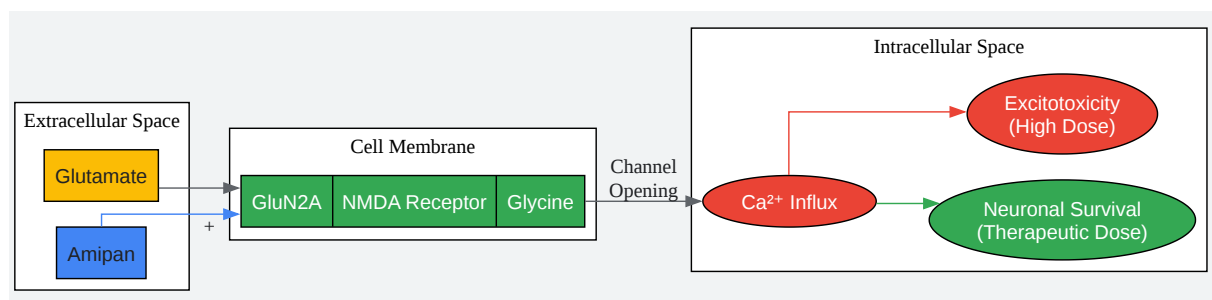 Extracellular Space
Glutamate
Amipan
+
Cell Membrane
GluN2A
NMDA Receptor
Glycine
Channel
Opening
Intracellular Space
Ca²⁺ Influx
Excitotoxicity
(High Dose)
Neuronal Survival
(Therapeutic Dose)